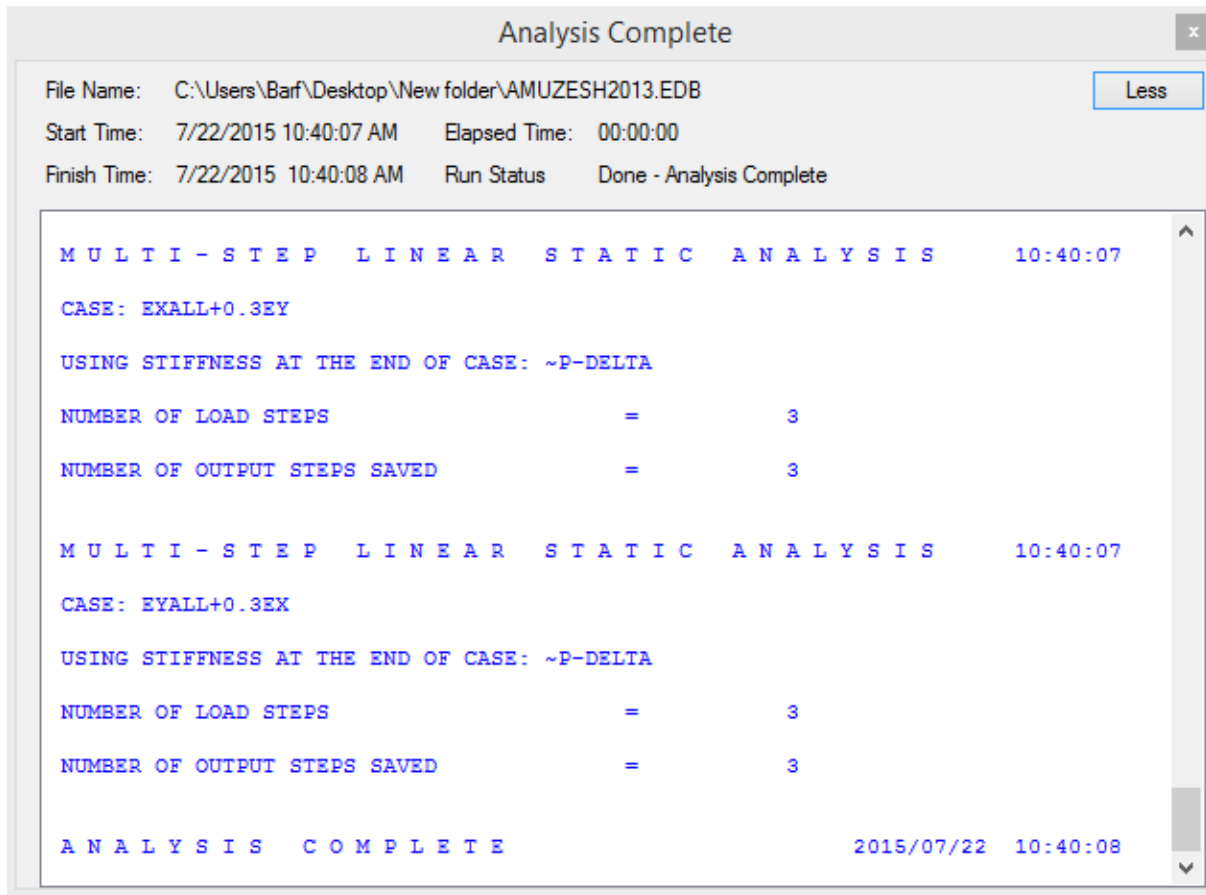 Analysis Complete
x
File Name: C:\Users\Barf\Desktop\New folder\AMUZESH2013.EDB Less
Start Time: 7/22/2015 10:40:07 AM Elapsed Time: 00:00:00
Finish Time: 7/22/2015 10:40:08 AM Run Status Done - Analysis Complete
M U L T I - S T E P L I N E A R S T A T I C A N A L Y S I S 10:40:07
CASE: EXALL+0.3EY
USING STIFFNESS AT THE END OF CASE: ~P-DELTA
NUMBER OF LOAD STEPS = 3
NUMBER OF OUTPUT STEPS SAVED = 3
M U L T I - S T E P L I N E A R S T A T I C A N A L Y S I S 10:40:07
CASE: EYALL+0.3EX
USING STIFFNESS AT THE END OF CASE: ~P-DELTA
NUMBER OF LOAD STEPS = 3
NUMBER OF OUTPUT STEPS SAVED = 3
A N A L Y S I S C O M P L E T E 2015/07/22 10:40:08